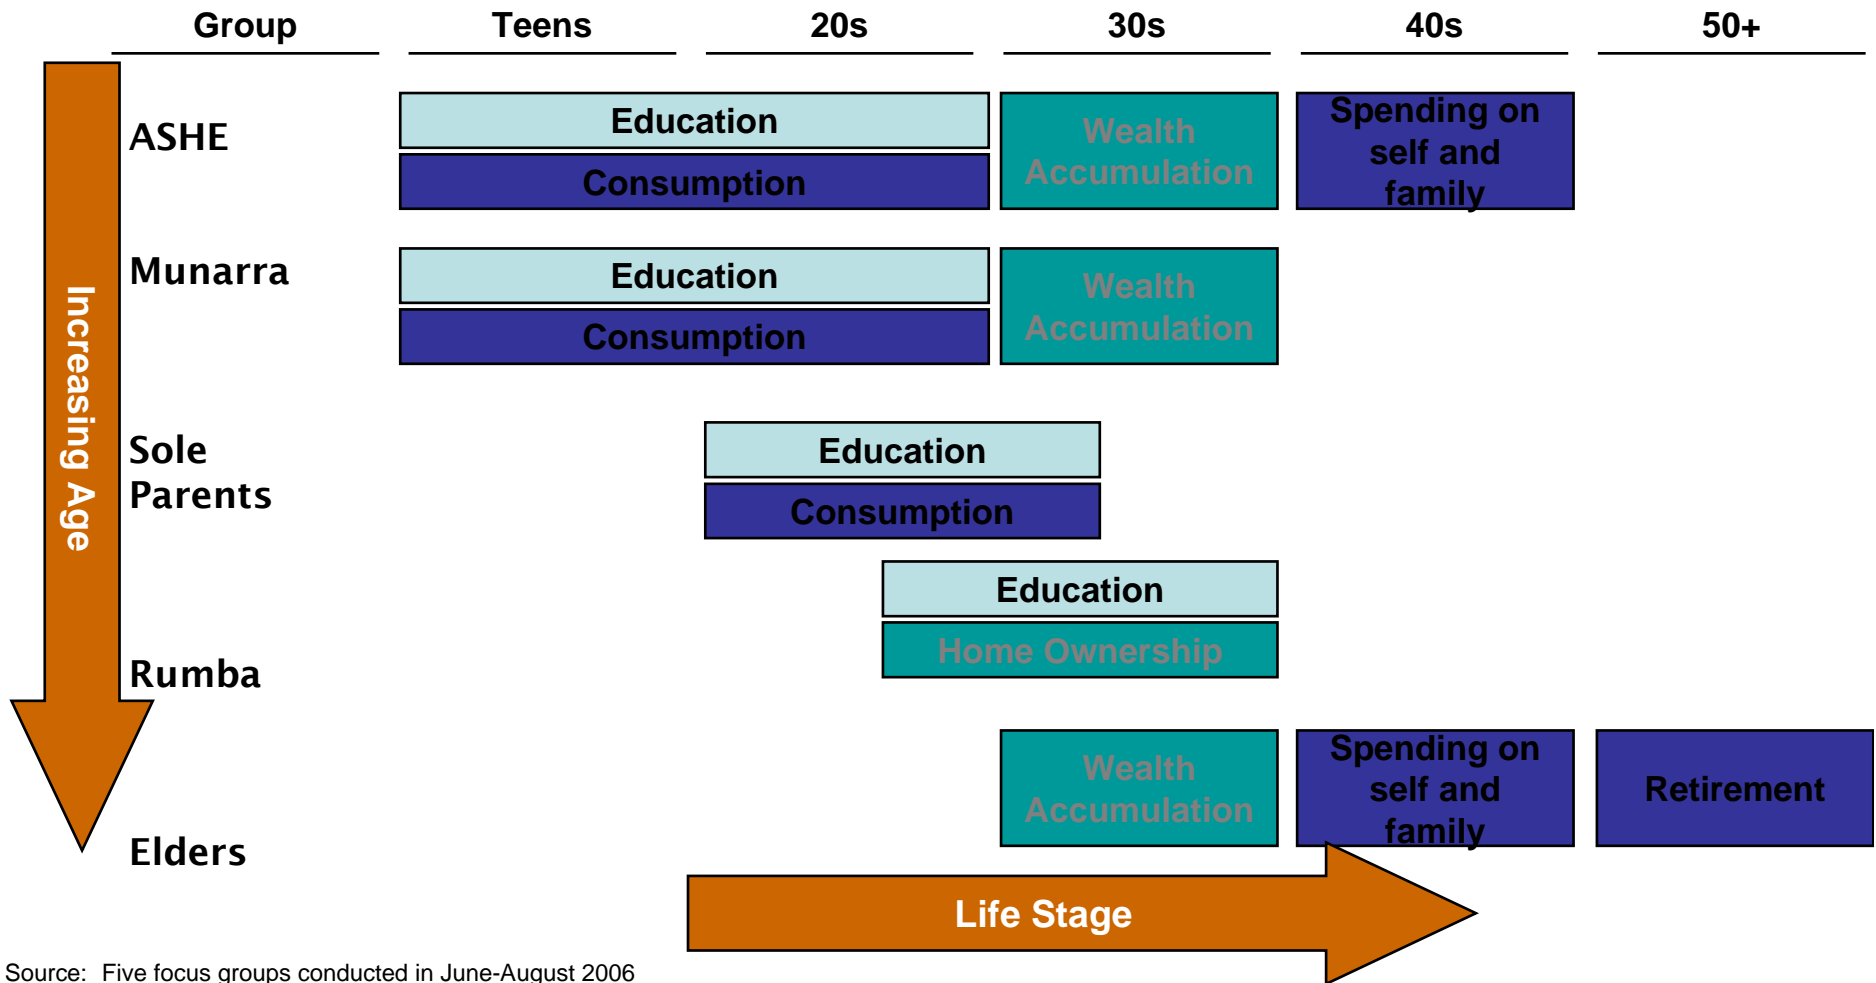 Group Teens 20s 30s 40s 50+
Increasing Age
ASHE
Education
Consumption
Wealth
Accumulation
Spending on
self and
family
Munarra
Education
Consumption
Wealth
Accumulation
Sole
Parents
Education
Consumption
Rumba
Education
Home Ownership
Elders
Wealth
Accumulation
Spending on
self and
family
Retirement
Life Stage
Source: Five focus groups conducted in June-August 2006